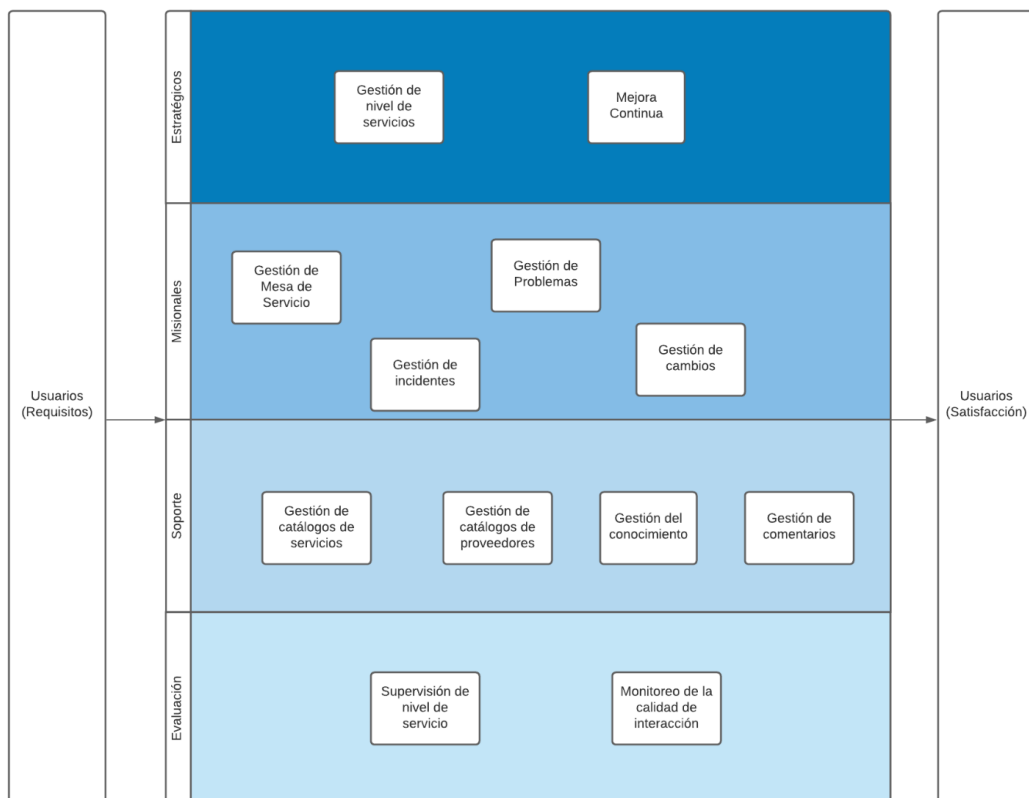 Usuarios
(Requisitos)
Estratégicos
Gestión de
nivel de
servicios
Mejora
Continua
Misionales
Gestión de
Mesa de
Servicio
Gestión de
Problemas
Gestión de
incidentes
Gestión de
cambios
Soporte
Gestión de
catálogos de
servicios
Gestión de
catálogos de
proveedores
Gestión del
conocimiento
Gestión de
comentarios
Evaluación
Supervisión de
nivel de
servicio
Monitoreo de la
calidad de
interacción
Usuarios
(Satisfacción)